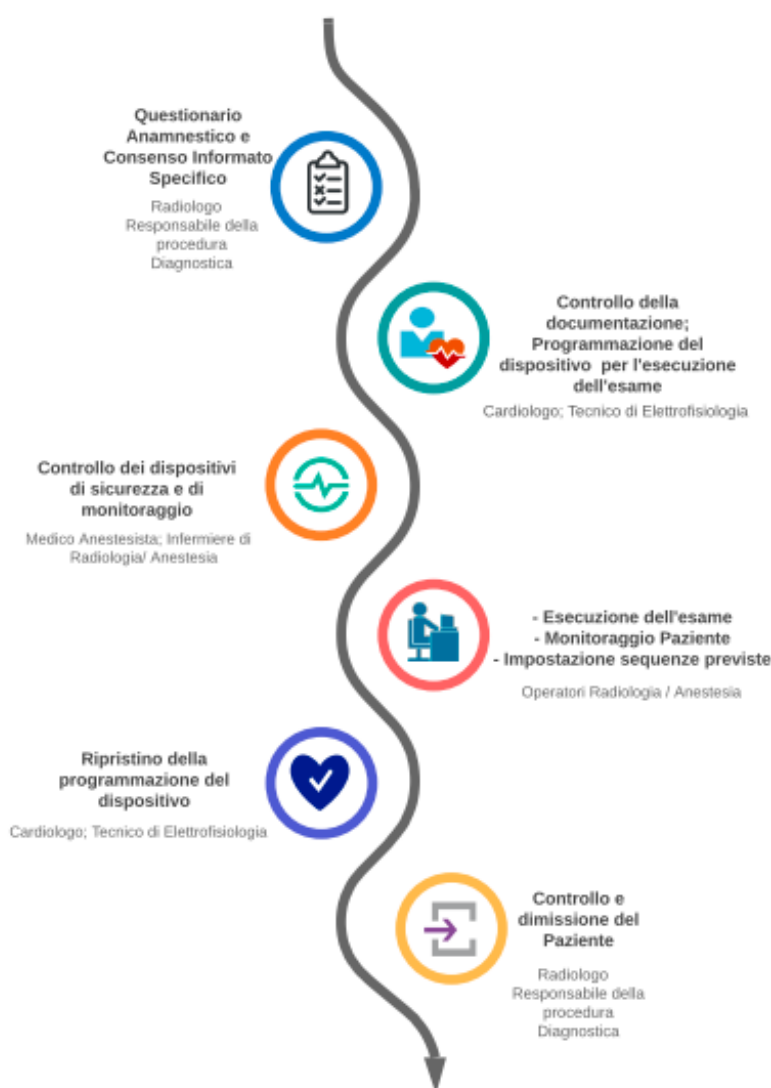 Questionario
Anamnestico e
Consenso Informato
Specifico
Radiologo
Responsabile della
procedura
Diagnostica
Controllo della
documentazione;
Programmazione del
dispositivo per l'esecuzione
dell'esame
Cardiologo; Tecnico di Elettrofisiologia
Controllo dei dispositivi
di sicurezza e di
monitoraggio
Medico Anestesista; Infermiere di
Radiologia/ Anestesia
- Esecuzione dell'esame
- Monitoraggio Paziente
- Impostazione sequenze previste
Operatori Radiologia / Anestesia
Ripristino della
programmazione del
dispositivo
Cardiologo; Tecnico di Elettrofisiologia
Controllo e
dimissione del
Paziente
Radiologo
Responsabile della
procedura
Diagnostica